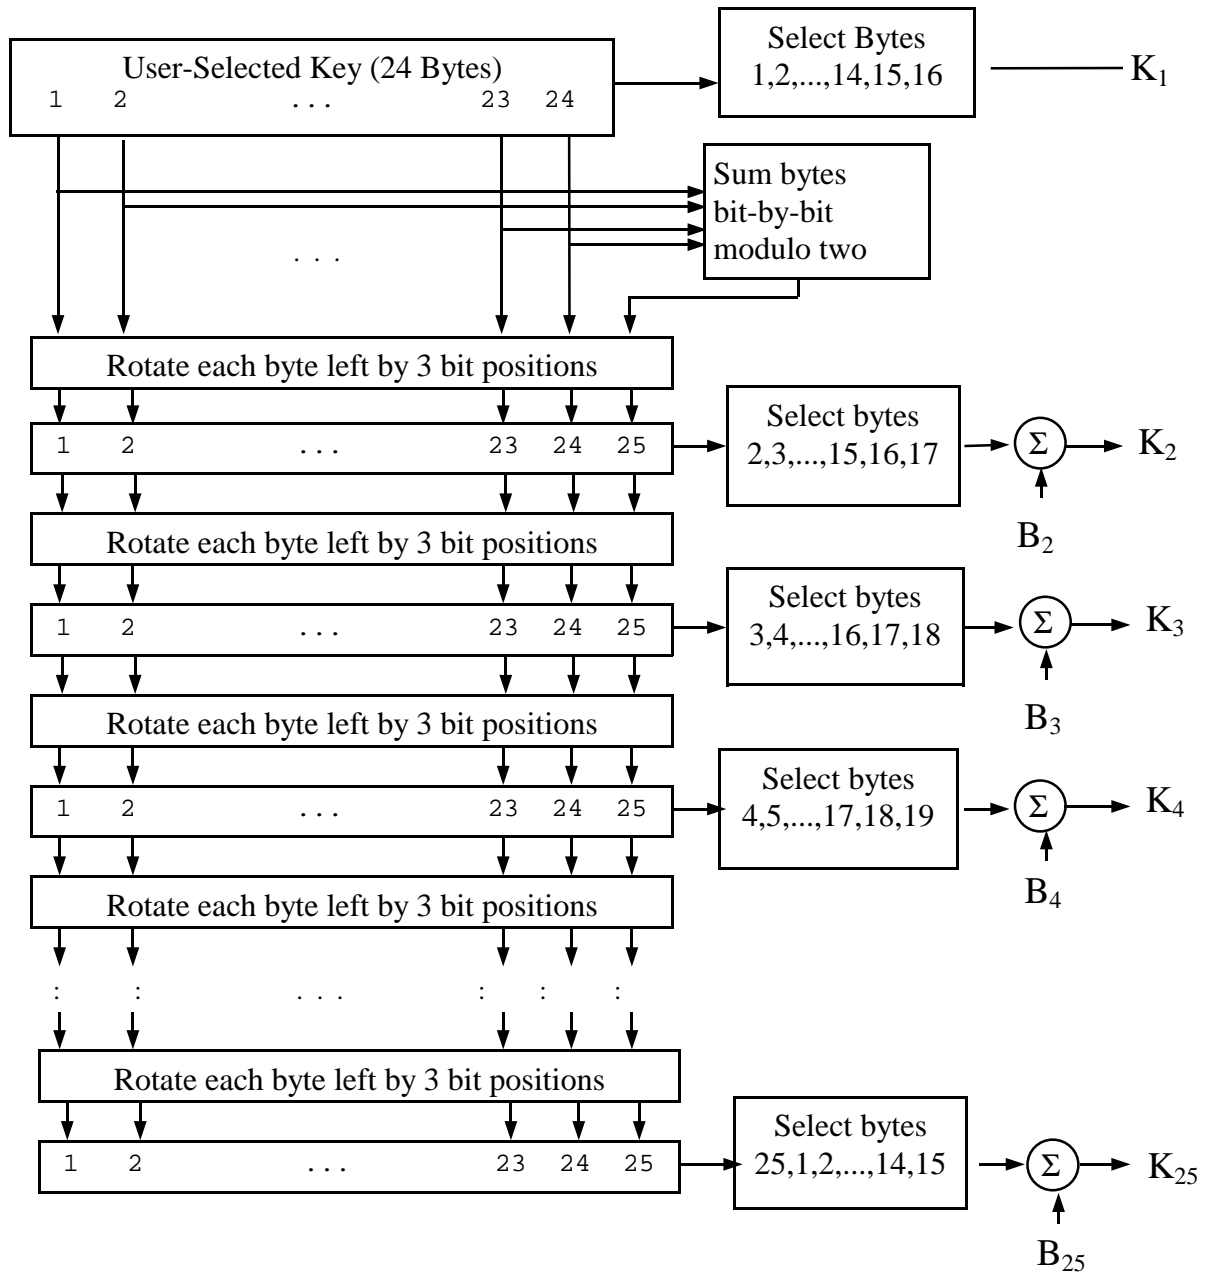 User-Selected Key (24 Bytes)
1 2 ... 23 24
Select Bytes
1,2,...,14,15,16
K1
Sum bytes
bit-by-bit
modulo two
. . .
Rotate each byte left by 3 bit positions
1 2 ... 23 24 25
Select bytes
2,3,...,15,16,17
Σ
K2
B2
Rotate each byte left by 3 bit positions
1 2 ... 23 24 25
Select bytes
3,4,...,16,17,18
Σ
K3
B3
Rotate each byte left by 3 bit positions
1 2 ... 23 24 25
Select bytes
4,5,...,17,18,19
Σ
K4
B4
Rotate each byte left by 3 bit positions
: : . . . : : :
Rotate each byte left by 3 bit positions
1 2 ... 23 24 25
Select bytes
25,1,2,...,14,15
Σ
K25
B25